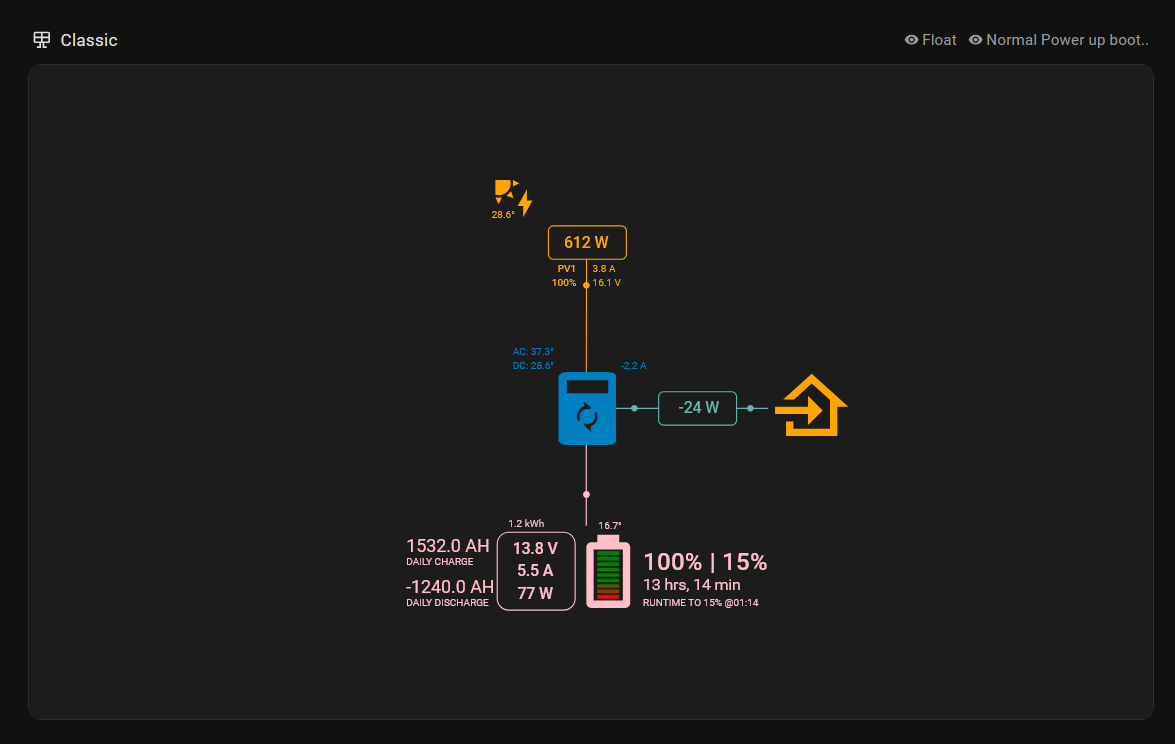 Classic
Float
Normal Power up boot..
28.6°
612 W
PV1 3.8 A
100% 16.1 V
AC: 37.3°
DC: 28.6°
-2.2 A
-24 W
1.2 kWh
16.7°
1532.0 AH
DAILY CHARGE
-1240.0 AH
DAILY DISCHARGE
13.8 V
5.5 A
77 W
100% | 15%
13 hrs, 14 min
RUNTIME TO 15% @01:14